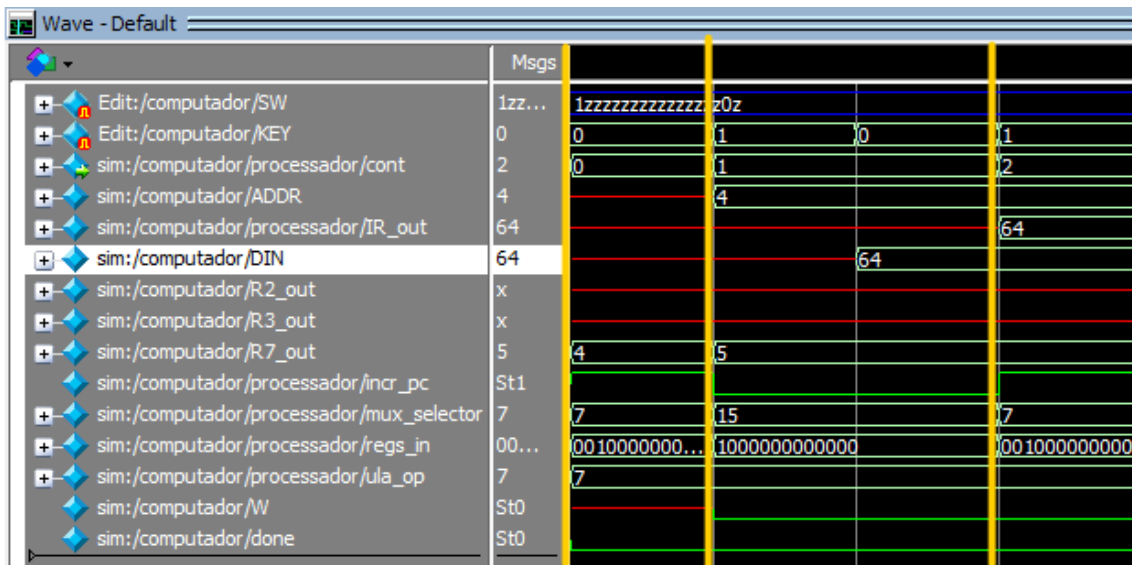 Wave - Default
Msgs
Edit:/computador/SW 1zz... 1zzzzzzzzzzzzzz0z
Edit:/computador/KEY 0 0 1 0 1
sim:/computador/processador/cont 2 0 1 2
sim:/computador/ADDR 4 4
sim:/computador/processador/IR_out 64 64
sim:/computador/DIN 64 64
sim:/computador/R2_out x
sim:/computador/R3_out x
sim:/computador/R7_out 5 4 5
sim:/computador/processador/incr_pc St1
sim:/computador/processador/mux_selector 7 7 15 7
sim:/computador/processador/regs_in 00... 0010000000... 1000000000000 001000000000
sim:/computador/processador/ula_op 7 7
sim:/computador/W St0
sim:/computador/done St0